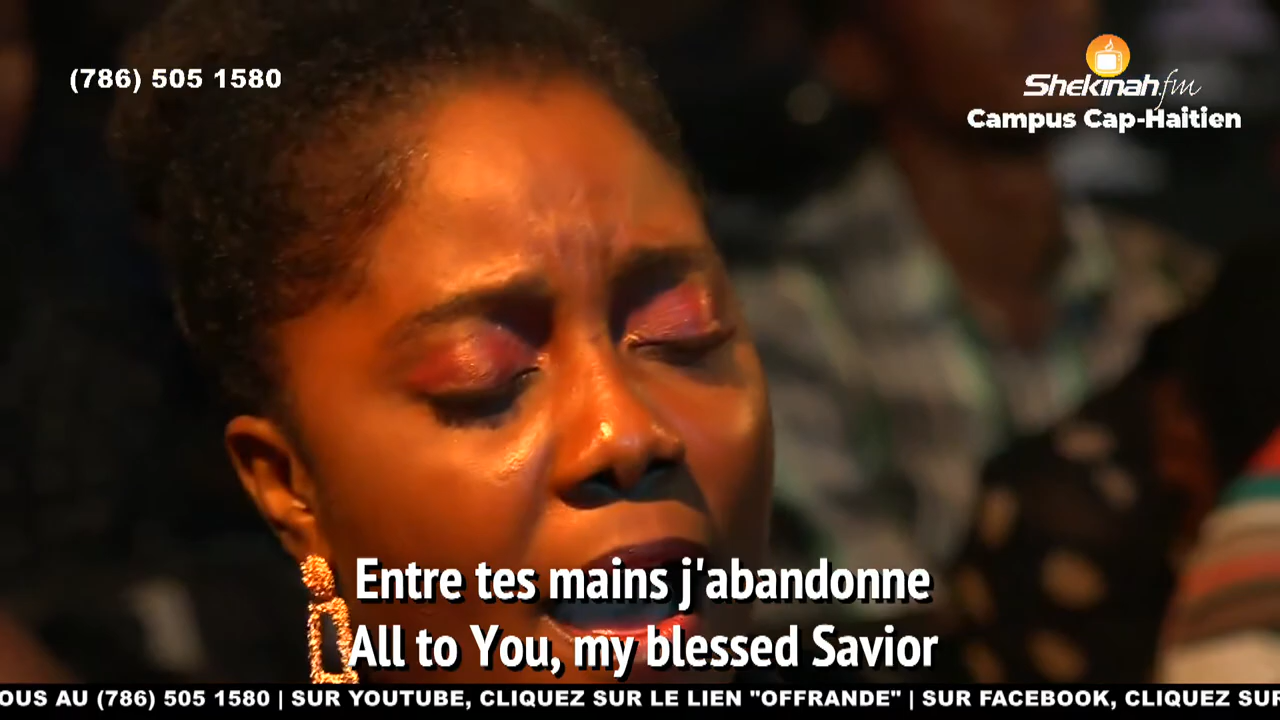 (786) 505 1580
Shekinah.fm
Campus Cap-Haitien
Entre tes mains j'abandonne
All to You, my blessed Savior
OUS AU (786) 505 1580 | SUR YOUTUBE, CLIQUEZ SUR LE LIEN "OFFRANDE" | SUR FACEBOOK, CLIQUEZ SUR